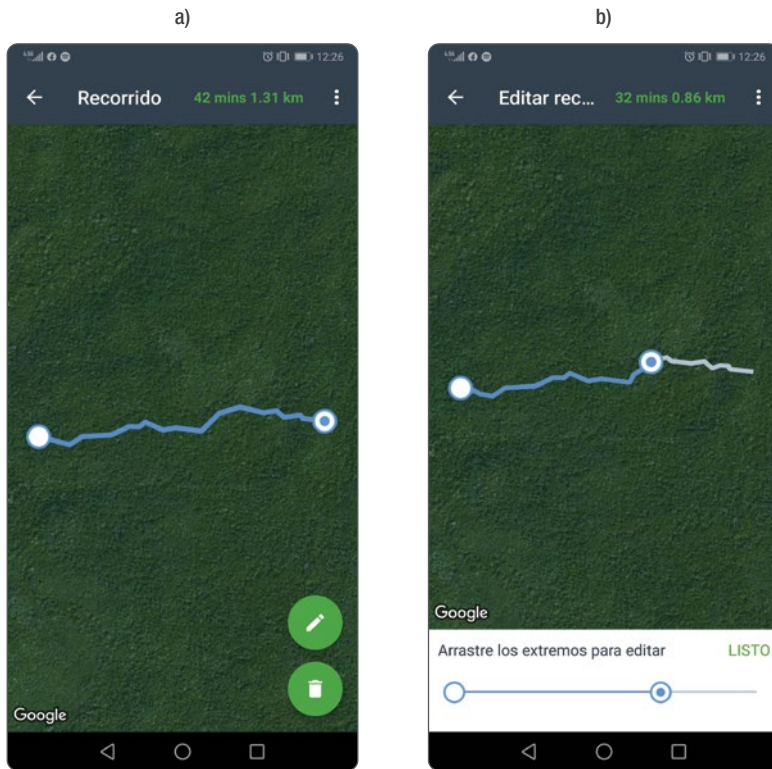 a)
12:26
Recorrido 42 mins 1.31 km
Google
b)
12:26
Editar rec... 32 mins 0.86 km
Google
Arrastre los extremos para editar LISTO